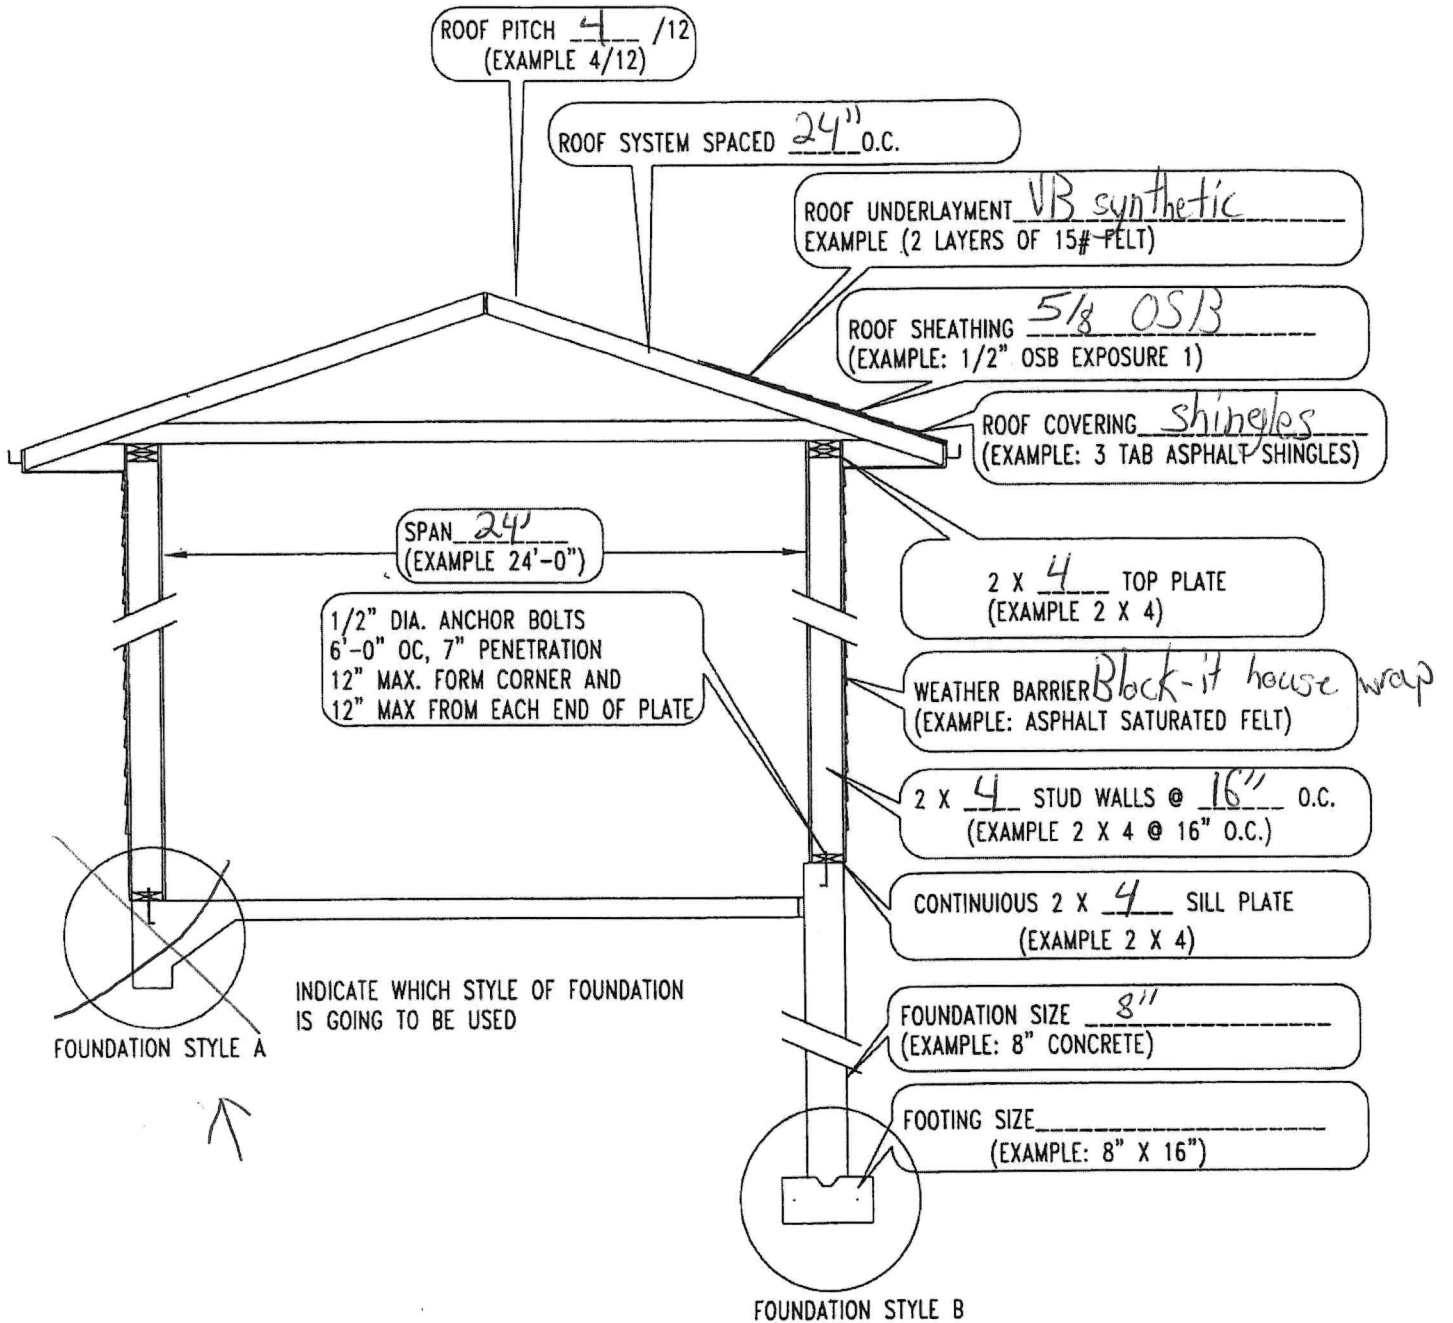 ROOF PITCH 4 /12
(EXAMPLE 4/12)
ROOF SYSTEM SPACED 24" O.C.
ROOF UNDERLAYMENT VB synthetic
EXAMPLE (2 LAYERS OF 15# FELT)
ROOF SHEATHING 5/8 OSB
(EXAMPLE: 1/2" OSB EXPOSURE 1)
ROOF COVERING shingles
(EXAMPLE: 3 TAB ASPHALT SHINGLES)
SPAN 24'
(EXAMPLE 24'-0")
2 X 4 TOP PLATE
(EXAMPLE 2 X 4)
1/2" DIA. ANCHOR BOLTS
6'-0" OC, 7" PENETRATION
12" MAX. FORM CORNER AND
12" MAX FROM EACH END OF PLATE
WEATHER BARRIER Block-it house wrap
(EXAMPLE: ASPHALT SATURATED FELT)
2 X 4 STUD WALLS @ 16" O.C.
(EXAMPLE 2 X 4 @ 16" O.C.)
CONTINUIOUS 2 X 4 SILL PLATE
(EXAMPLE 2 X 4)
INDICATE WHICH STYLE OF FOUNDATION
IS GOING TO BE USED
FOUNDATION STYLE A
FOUNDATION SIZE 8"
(EXAMPLE: 8" CONCRETE)
FOOTING SIZE
(EXAMPLE: 8" X 16")
FOUNDATION STYLE B